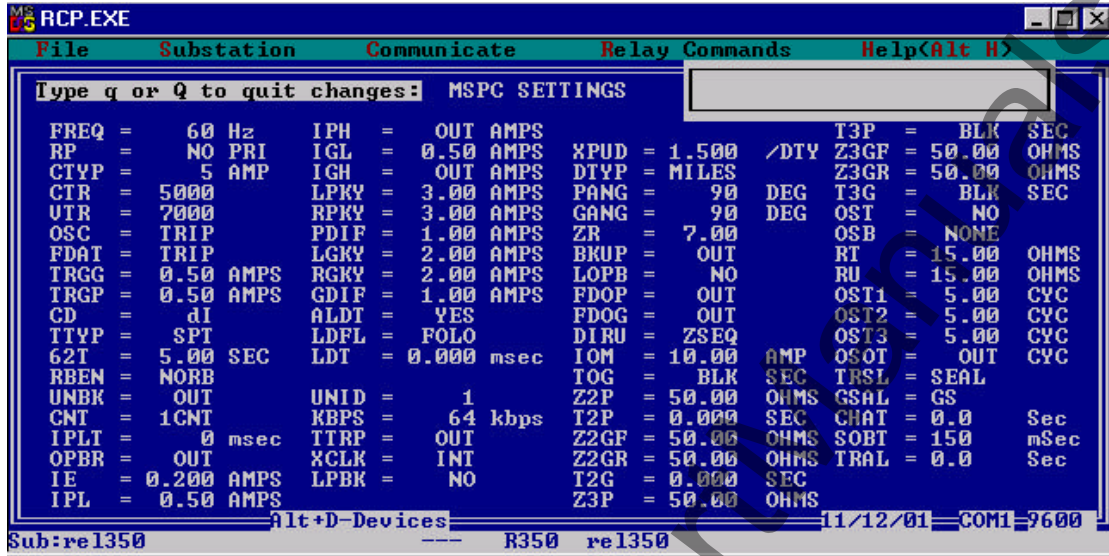 RCP.EXE
File Substation Communicate Relay Commands Help(Alt H)
Type q or Q to quit changes: MSPC SETTINGS
FREQ = 60 Hz IPH = OUT AMPS T3P = BLK SEC
RP = NO PRI IGL = 0.50 AMPS XPUD = 1.500 /DTY Z3GF = 50.00 OHMS
CTYP = 5 AMP IGH = OUT AMPS DTYP = MILES Z3GR = 50.00 OHMS
CTR = 5000 LPKY = 3.00 AMPS PANG = 90 DEG T3G = BLK SEC
VTR = 7000 RPKY = 3.00 AMPS GANG = 90 DEG OST = NO
OSC = TRIP PDIF = 1.00 AMPS ZR = 7.00 OSB = NONE
FDAT = TRIP LGKY = 2.00 AMPS BKUP = OUT RT = 15.00 OHMS
TRGG = 0.50 AMPS RGKY = 2.00 AMPS LOPB = NO RU = 15.00 OHMS
TRGP = 0.50 AMPS GDIF = 1.00 AMPS FDOP = OUT OST1 = 5.00 CYC
CD = dI ALDT = YES FDOG = OUT OST2 = 5.00 CYC
TTYP = SPT LDFL = FOLO DIRU = ZSEQ OST3 = 5.00 CYC
62T = 5.00 SEC LDT = 0.000 msec IOM = 10.00 AMP OSOT = OUT CYC
RBEN = NORB TOG = BLK SEC TRSL = SEAL
UNBK = OUT UNID = 1 Z2P = 50.00 OHMS GSAL = GS
CNT = 1CNT KBPS = 64 kbps T2P = 0.000 SEC CHAT = 0.0 Sec
IPLT = 0 msec TTRP = OUT Z2GF = 50.00 OHMS SOBT = 150 mSec
OPBR = OUT XCLK = INT Z2GR = 50.00 OHMS TRAL = 0.0 Sec
IE = 0.200 AMPS LPBK = NO T2G = 0.000 SEC
IPL = 0.50 AMPS Z3P = 50.00 OHMS
Alt+D-Devices 11/12/01 COM1 9600
Sub:rel350 --- R350 rel350